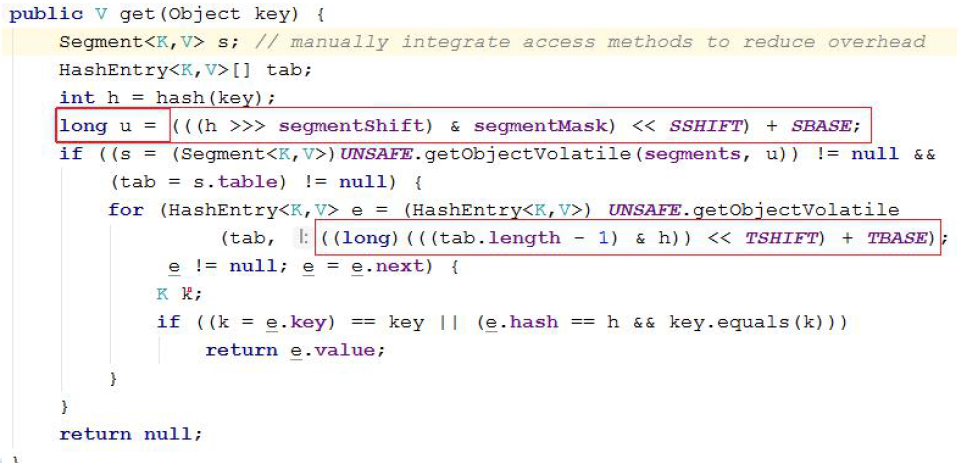 public V get(Object key) {
    Segment<K,V> s; // manually integrate access methods to reduce overhead
    HashEntry<K,V>[] tab;
    int h = hash(key);
    long u = (((h >>> segmentShift) & segmentMask) << SSHIFT) + SBASE;
    if ((s = (Segment<K,V>)UNSAFE.getObjectVolatile(segments, u)) != null &&
        (tab = s.table) != null) {
        for (HashEntry<K,V> e = (HashEntry<K,V>) UNSAFE.getObjectVolatile
                 (tab, l: ((long)(((tab.length - 1) & h)) << TSHIFT) + TBASE);
             e != null; e = e.next) {
            K k;
            if ((k = e.key) == key || (e.hash == h && key.equals(k)))
                return e.value;
        }
    }
    return null;
}